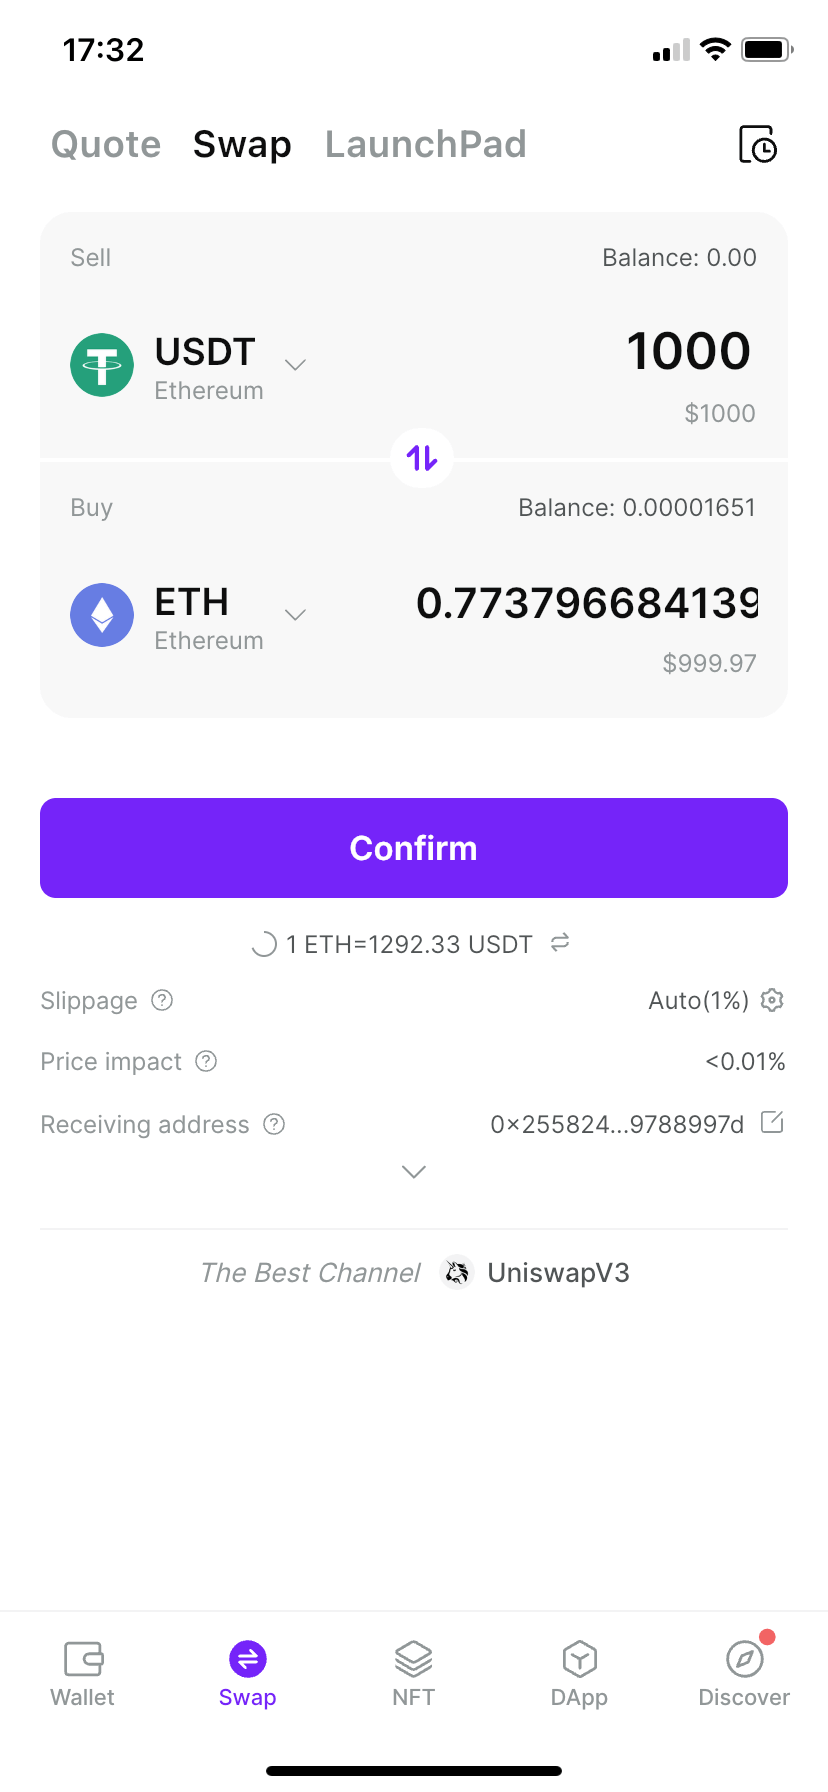 17:32
Quote Swap LaunchPad
Sell Balance: 0.00
USDT 1000
Ethereum
$1000
Buy Balance: 0.00001651
ETH 0.773796684139
Ethereum
$999.97
Confirm
1 ETH=1292.33 USDT
Slippage ? Auto(1%)
Price impact ? <0.01%
Receiving address ? 0x255824...9788997d
The Best Channel UniswapV3
Wallet Swap NFT DApp Discover